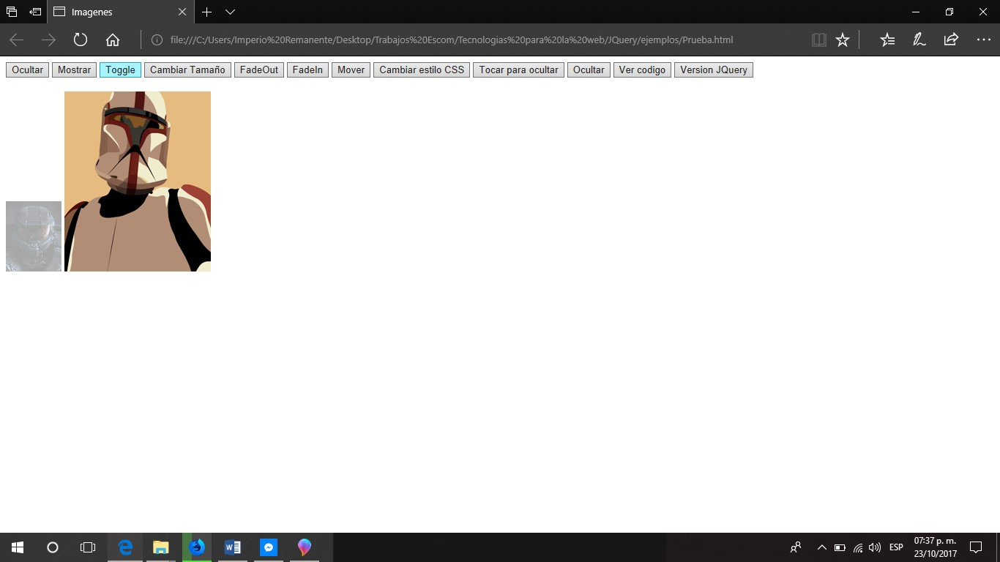 Imagenes
file:///C:/Users/Imperio%20Remanente/Desktop/Trabajos%20Escom/Tecnologias%20para%20la%20web/JQuery/ejemplos/Prueba.html
Ocultar Mostrar Toggle Cambiar Tamaño FadeOut FadeIn Mover Cambiar estilo CSS Tocar para ocultar Ocultar Ver codigo Version JQuery
ESP
07:37 p. m.
23/10/2017